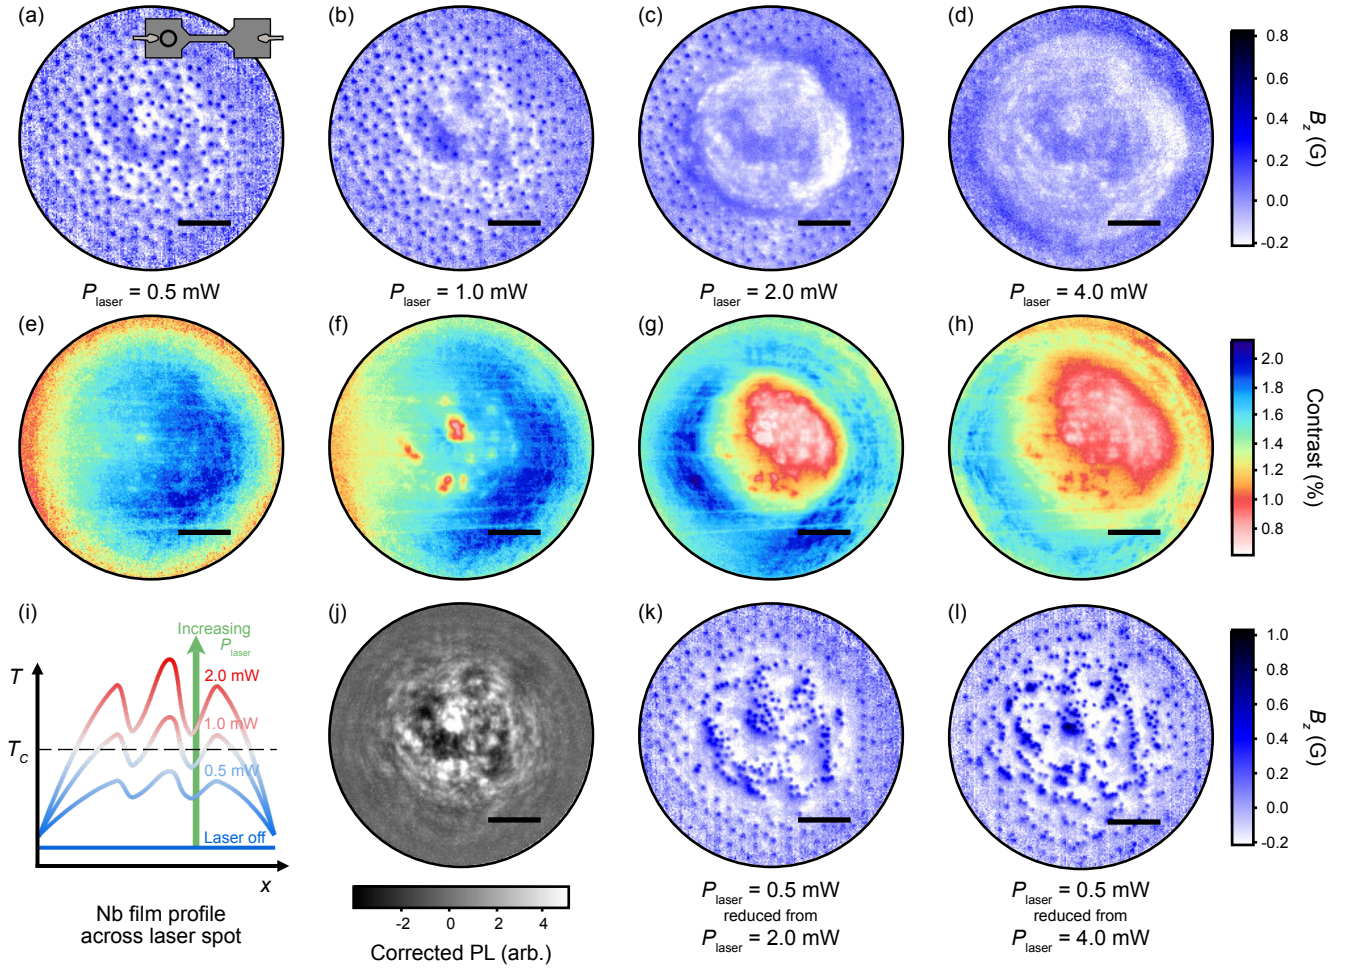 (a)
(b)
(c)
(d)
0.8
0.6
0.4
0.2
0.0
-0.2
B_z (G)
P_laser = 0.5 mW
P_laser = 1.0 mW
P_laser = 2.0 mW
P_laser = 4.0 mW
(e)
(f)
(g)
(h)
2.0
1.8
1.6
1.4
1.2
1.0
0.8
Contrast (%)
(i)
(j)
(k)
(l)
Increasing
P_laser
T
2.0 mW
1.0 mW
T_C
0.5 mW
Laser off
x
Nb film profile
across laser spot
-2 0 2 4
Corrected PL (arb.)
P_laser = 0.5 mW
reduced from
P_laser = 2.0 mW
P_laser = 0.5 mW
reduced from
P_laser = 4.0 mW
1.0
0.8
0.6
0.4
0.2
0.0
-0.2
B_z (G)